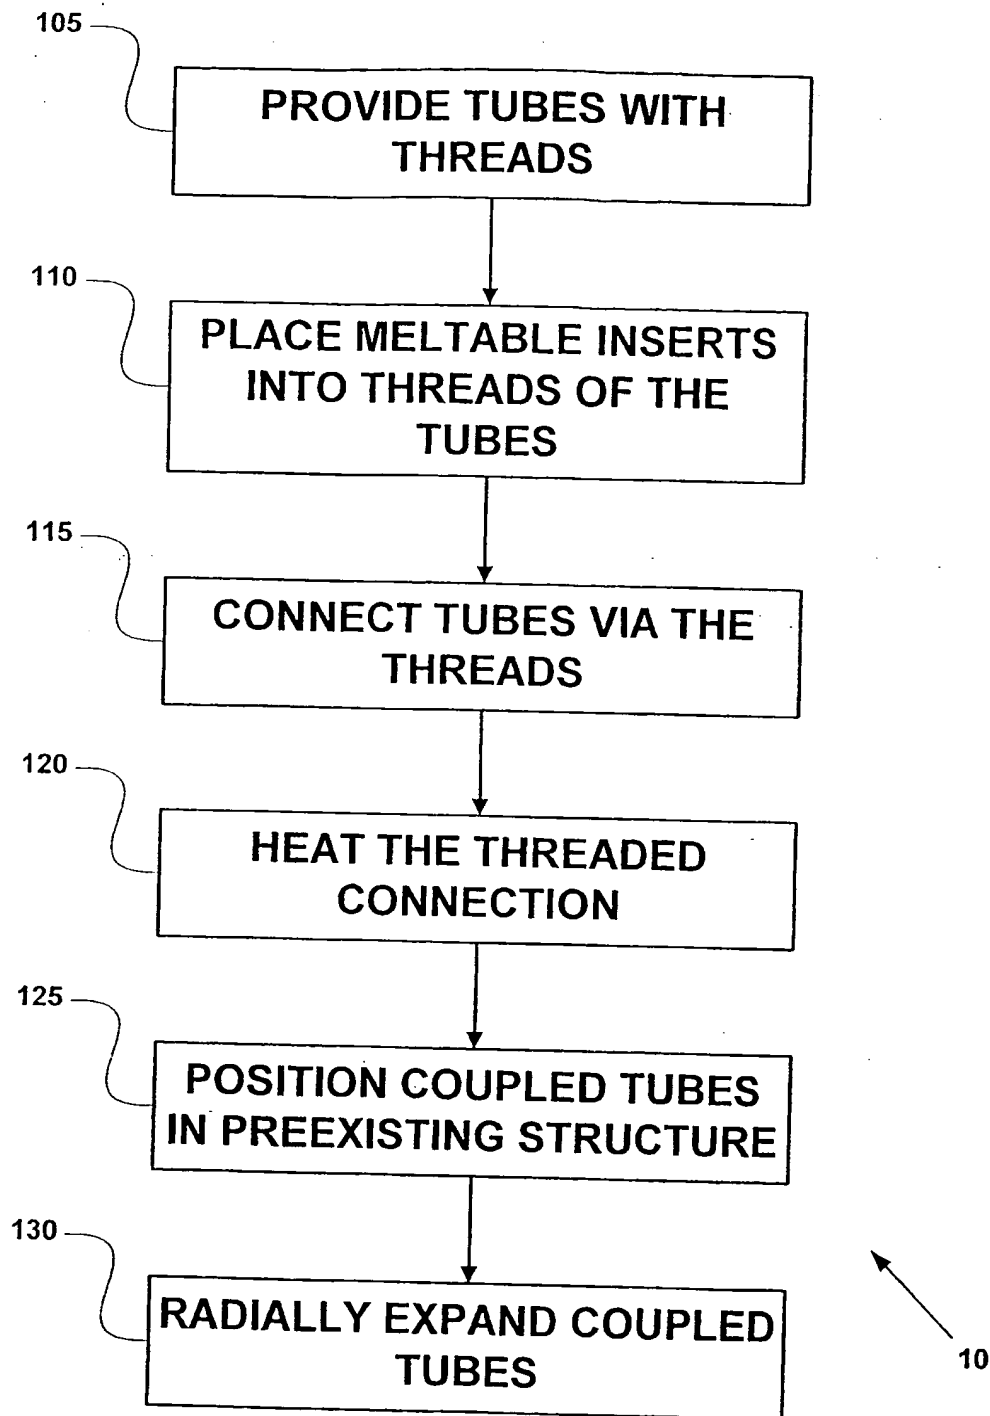 105
PROVIDE TUBES WITH
THREADS
110
PLACE MELTABLE INSERTS
INTO THREADS OF THE
TUBES
115
CONNECT TUBES VIA THE
THREADS
120
HEAT THE THREADED
CONNECTION
125
POSITION COUPLED TUBES
IN PREEXISTING STRUCTURE
130
RADIALLY EXPAND COUPLED
TUBES
10